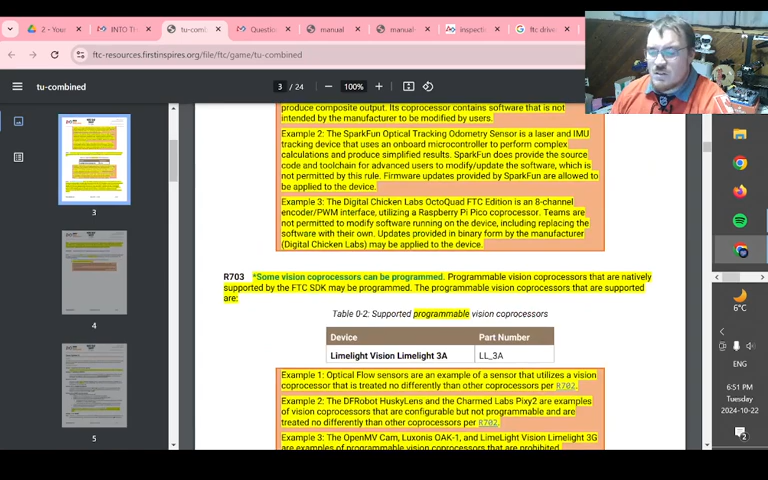 2 - Your
INTO Th
tu-com
Questio
manual
manual-
inspecti
ftc drive
ftc-resources.firstinspires.org/file/ftc/game/tu-combined
tu-combined
3 / 24
100%
3
4
5
produce composite output. Its coprocessor contains software that is not
intended by the manufacturer to be modified by users.
Example 2: The SparkFun Optical Tracking Odometry Sensor is a laser and IMU
tracking device that uses an onboard microcontroller to perform complex
calculations and produce simplified results. SparkFun does provide the source
code and toolchain for advanced users to modify/update the software, which is
not permitted by this rule. Firmware updates provided by SparkFun are allowed to
be applied to the device.
Example 3: The Digital Chicken Labs OctoQuad FTC Edition is an 8-channel
encoder/PWM interface, utilizing a Raspberry Pi Pico coprocessor. Teams are
not permitted to modify software running on the device, including replacing the
software with their own. Updates provided in binary form by the manufacturer
(Digital Chicken Labs) may be applied to the device.
R703 *Some vision coprocessors can be programmed. Programmable vision coprocessors that are natively
supported by the FTC SDK may be programmed. The programmable vision coprocessors that are supported
are:
Table 0-2: Supported programmable vision coprocessors
Device Part Number
Limelight Vision Limelight 3A LL_3A
Example 1: Optical Flow sensors are an example of a sensor that utilizes a vision
coprocessor that is treated no differently than other coprocessors per R702.
Example 2: The DFRobot HuskyLens and the Charmed Labs Pixy2 are examples
of vision coprocessors that are configurable but not programmable and are
treated no differently than other coprocessors per R702.
Example 3: The OpenMV Cam, Luxonis OAK-1, and LimeLight Vision Limelight 3G
are examples of programmable vision coprocessors that are prohibited.
6°C
ENG
6:51 PM
Tuesday
2024-10-22
2